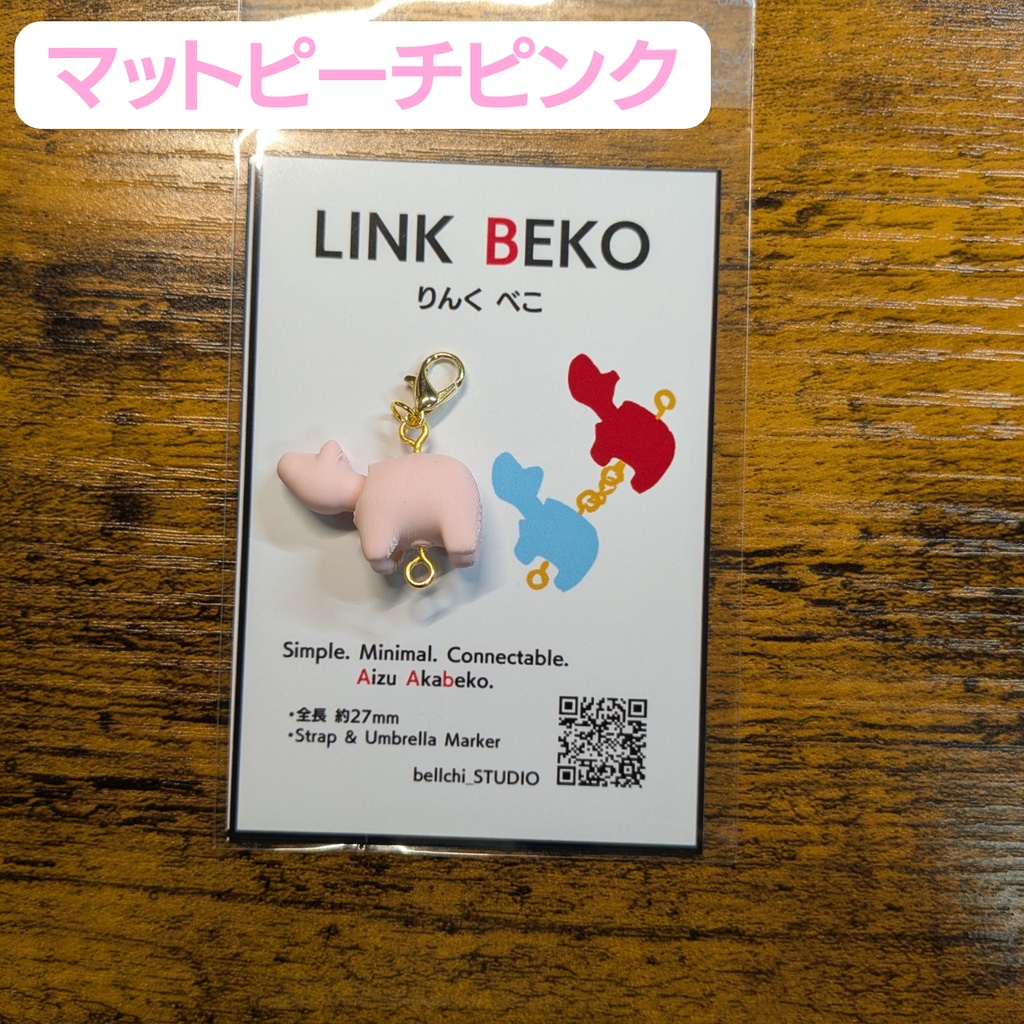 マットピーチピンク
LINK BEKO
りんく べこ
Simple. Minimal. Connectable.
Aizu Akabeko.
・全長 約27mm
・Strap & Umbrella Marker
bellchi_STUDIO